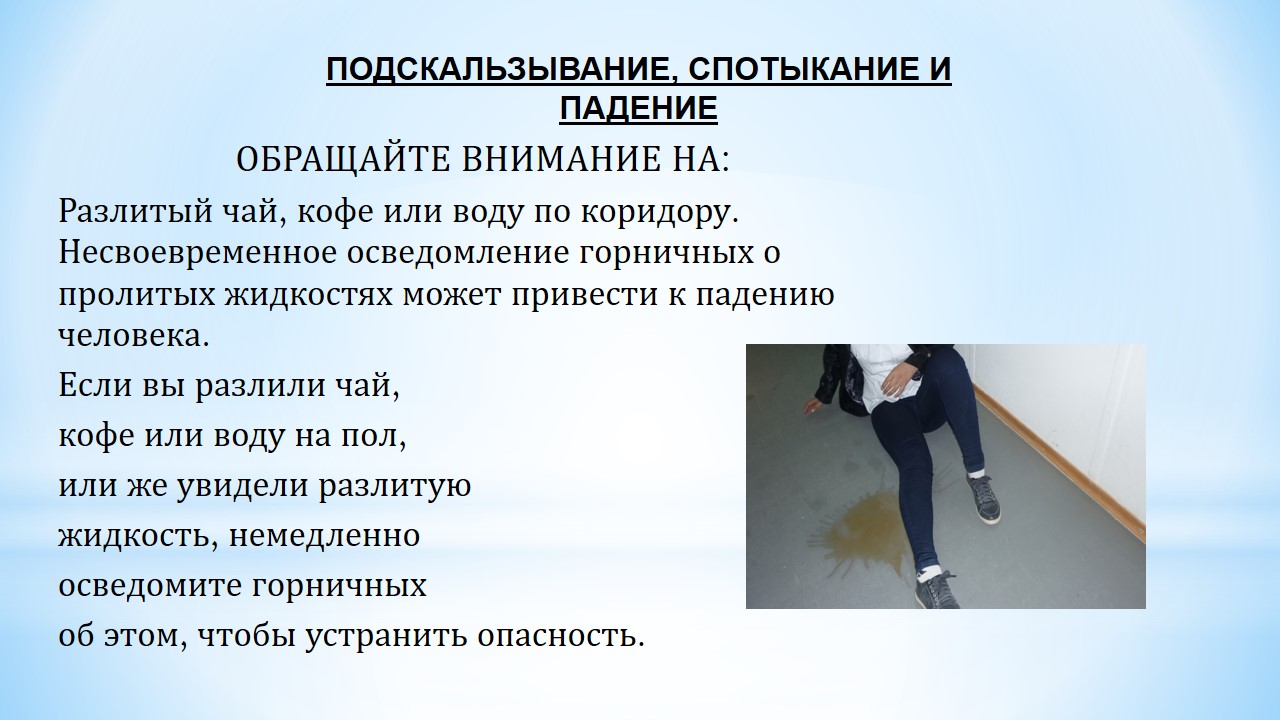 ПОДСКАЛЬЗЫВАНИЕ, СПОТЫКАНИЕ И
ПАДЕНИЕ
ОБРАЩАЙТЕ ВНИМАНИЕ НА:
Разлитый чай, кофе или воду по коридору.
Несвоевременное осведомление горничных о
пролитых жидкостях может привести к падению
человека.
Если вы разлили чай,
кофе или воду на пол,
или же увидели разлитую
жидкость, немедленно
осведомите горничных
об этом, чтобы устранить опасность.